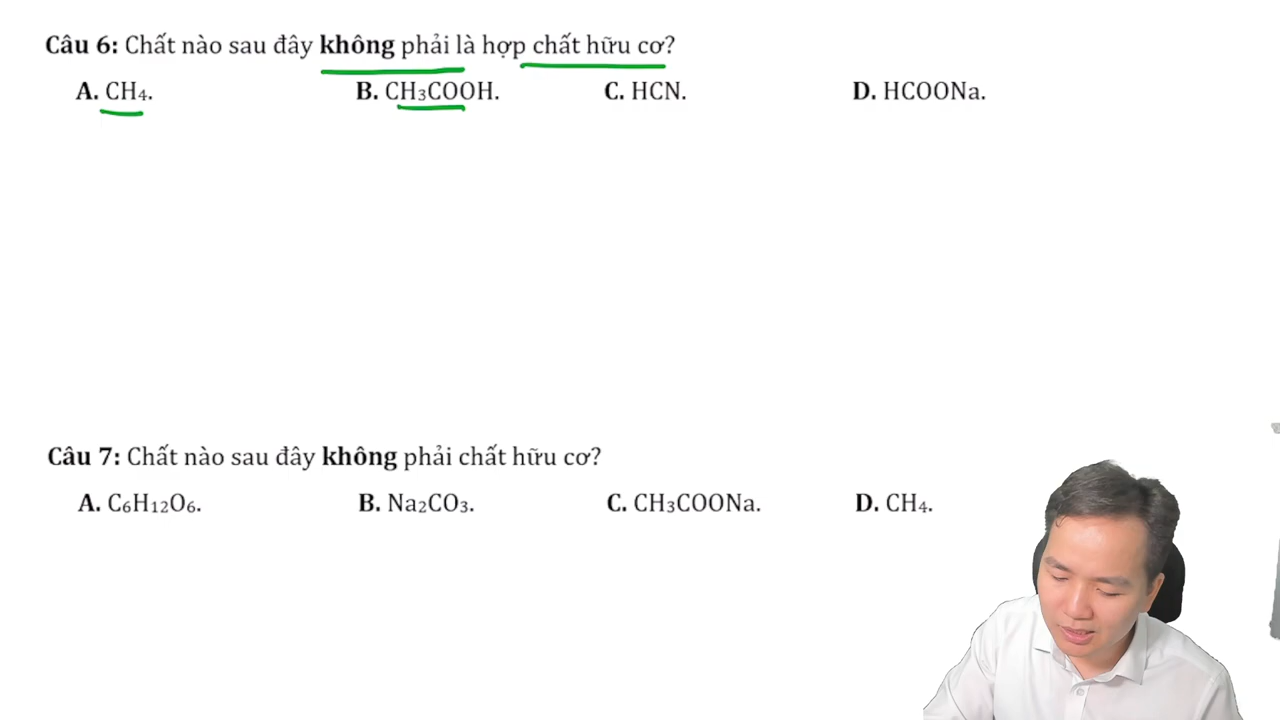 Câu 6: Chất nào sau đây không phải là hợp chất hữu cơ?
A. CH₄. B. CH₃COOH. C. HCN. D. HCOONa.
Câu 7: Chất nào sau đây không phải chất hữu cơ?
A. C₆H₁₂O₆. B. Na₂CO₃. C. CH₃COONa. D. CH₄.